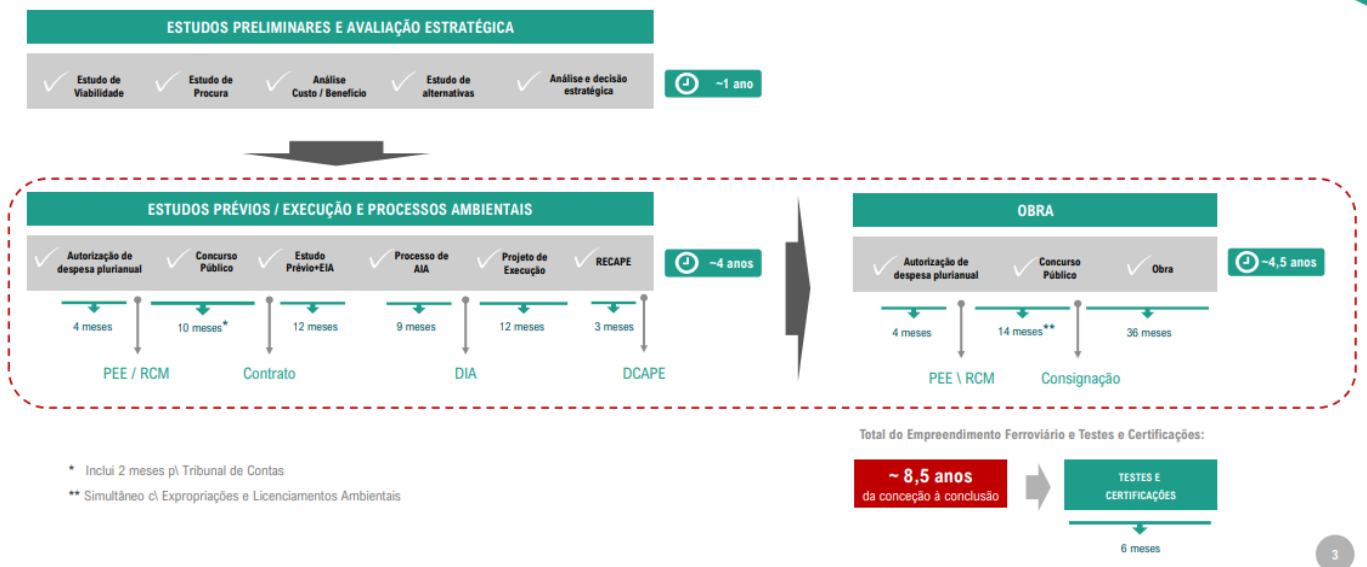 ESTUDOS PRELIMINARES E AVALIAÇÃO ESTRATÉGICA
Estudo de
Viabilidade
Estudo de
Procura
Análise
Custo / Benefício
Estudo de
alternativas
Análise e decisão
estratégica
~1 ano
ESTUDOS PRÉVIOS / EXECUÇÃO E PROCESSOS AMBIENTAIS
Autorização de
despesa plurianual
Concurso
Público
Estudo
Prévio+EIA
Processo de
AIA
Projeto de
Execução
RECAPE
~4 anos
4 meses
10 meses*
12 meses
9 meses
12 meses
3 meses
PEE / RCM
Contrato
DIA
DCAPE
OBRA
Autorização de
despesa plurianual
Concurso
Público
Obra
~4,5 anos
4 meses
14 meses**
36 meses
PEE \ RCM
Consignação
Total do Empreendimento Ferroviário e Testes e Certificações:
~ 8,5 anos
da conceção à conclusão
TESTES E
CERTIFICAÇÕES
6 meses
* Inclui 2 meses p\ Tribunal de Contas
** Simultâneo c\ Expropriações e Licenciamentos Ambientais
3